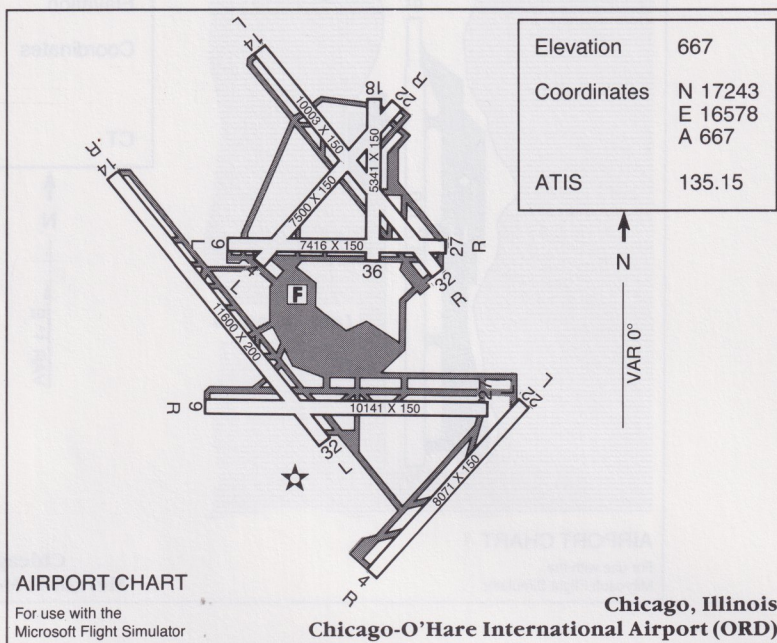 Elevation 667
Coordinates N 17243
E 16578
A 667
ATIS 135.15
N
VAR 0°
14 L
18
22 R
10003 X 150
5341 X 150
7500 X 150
14 R
9 L
7416 X 150
27 R
4 L
36
32 R
F
11600 X 200
9 R
10141 X 150
27 L
22 L
32 L
8071 X 150
4 R
AIRPORT CHART
For use with the
Microsoft Flight Simulator
Chicago, Illinois
Chicago-O'Hare International Airport (ORD)